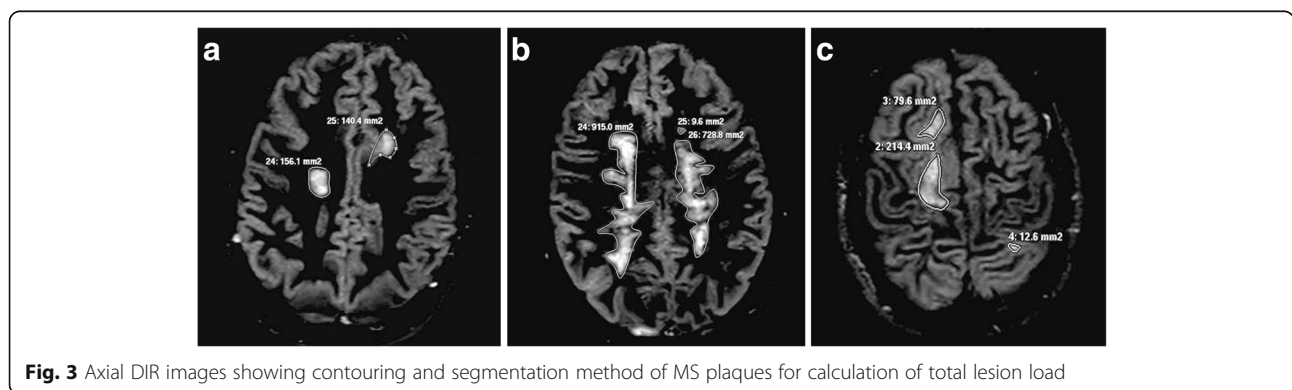 a
25: 140.4 mm2
24: 156.1 mm2
b
24: 915.0 mm2
25: 9.6 mm2
26: 728.8 mm2
c
3: 79.6 mm2
2: 214.4 mm2
4: 12.6 mm2
Fig. 3 Axial DIR images showing contouring and segmentation method of MS plaques for calculation of total lesion load